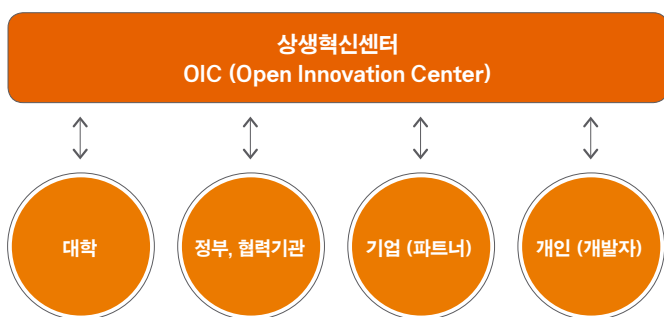 상생혁신센터
OIC (Open Innovation Center)
대학
정부, 협력기관
기업 (파트너)
개인 (개발자)